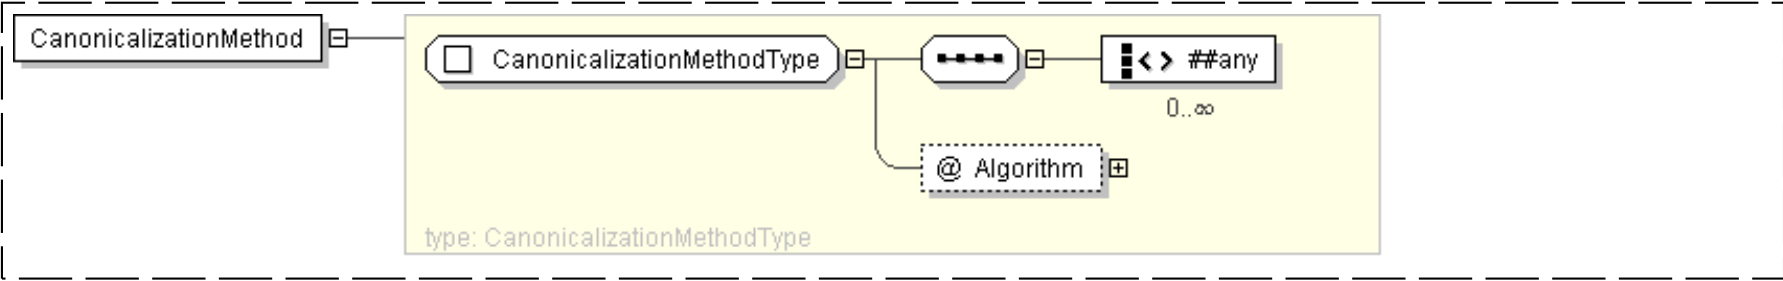 CanonicalizationMethod
CanonicalizationMethodType
##any
0..∞
@ Algorithm
type: CanonicalizationMethodType